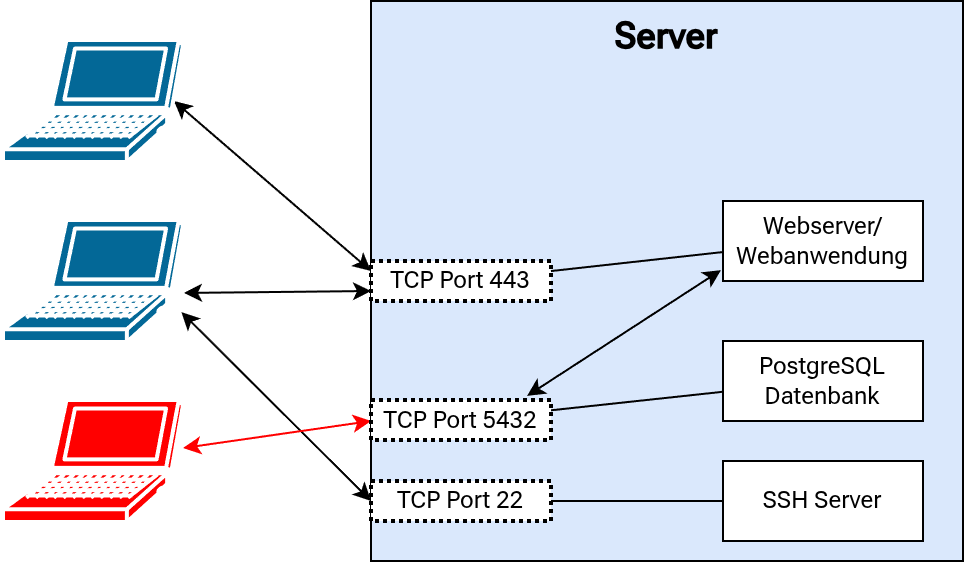 Server
Webserver/
Webanwendung
TCP Port 443
PostgreSQL
Datenbank
TCP Port 5432
TCP Port 22
SSH Server